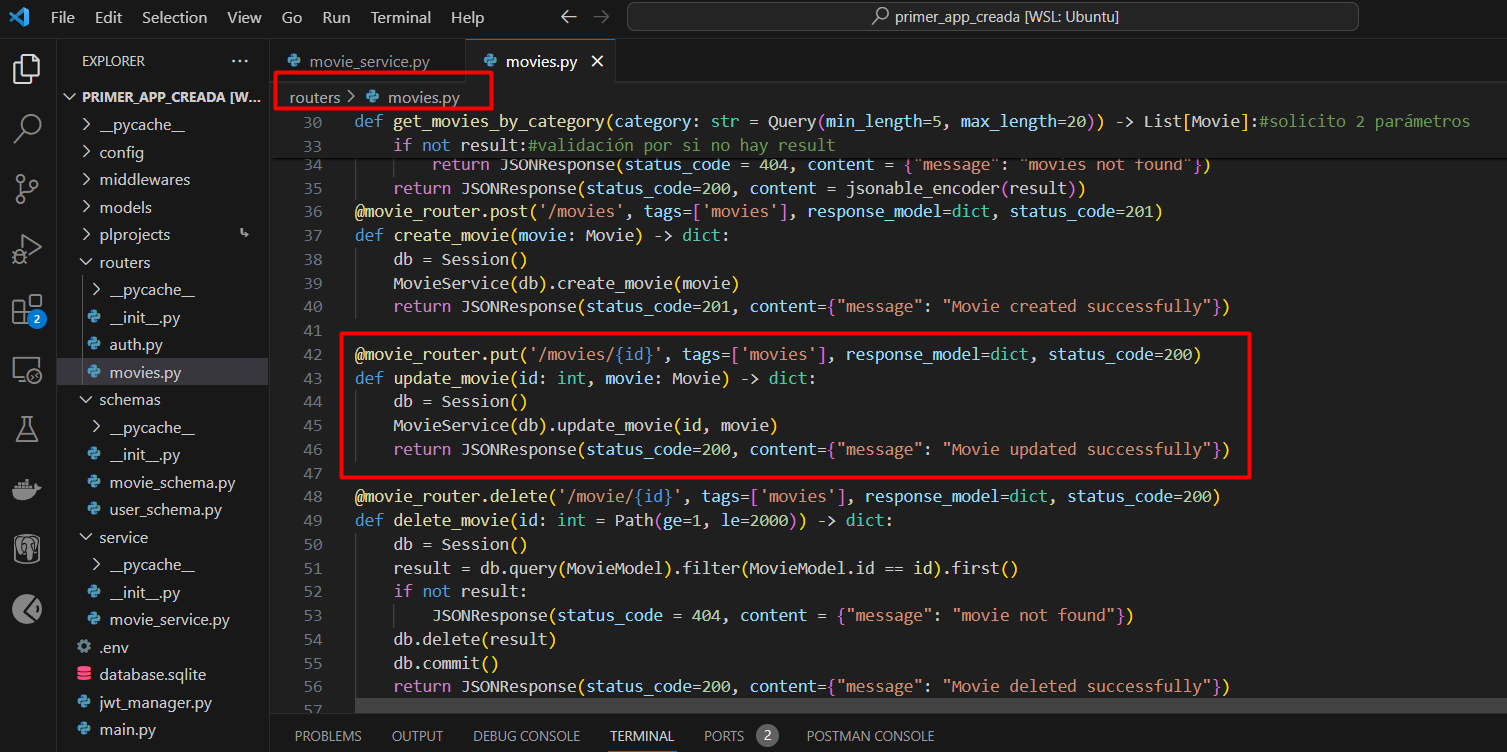 File Edit Selection View Go Run Terminal Help
primer_app_creada [WSL: Ubuntu]
EXPLORER
PRIMER_APP_CREADA [W...
__pycache__
config
middlewares
models
plprojects
routers
__pycache__
__init__.py
auth.py
movies.py
schemas
__pycache__
__init__.py
movie_schema.py
user_schema.py
service
__pycache__
__init__.py
movie_service.py
.env
database.sqlite
jwt_manager.py
main.py
2
movie_service.py
movies.py
routers > movies.py
30 def get_movies_by_category(category: str = Query(min_length=5, max_length=20)) -> List[Movie]:#solicito 2 parámetros
33 if not result:#validación por si no hay result
34 return JSONResponse(status_code = 404, content = {"message": "movies not found"})
35 return JSONResponse(status_code=200, content = jsonable_encoder(result))
36 @movie_router.post('/movies', tags=['movies'], response_model=dict, status_code=201)
37 def create_movie(movie: Movie) -> dict:
38 db = Session()
39 MovieService(db).create_movie(movie)
40 return JSONResponse(status_code=201, content={"message": "Movie created successfully"})
41
42 @movie_router.put('/movies/{id}', tags=['movies'], response_model=dict, status_code=200)
43 def update_movie(id: int, movie: Movie) -> dict:
44 db = Session()
45 MovieService(db).update_movie(id, movie)
46 return JSONResponse(status_code=200, content={"message": "Movie updated successfully"})
47
48 @movie_router.delete('/movie/{id}', tags=['movies'], response_model=dict, status_code=200)
49 def delete_movie(id: int = Path(ge=1, le=2000)) -> dict:
50 db = Session()
51 result = db.query(MovieModel).filter(MovieModel.id == id).first()
52 if not result:
53 JSONResponse(status_code = 404, content = {"message": "movie not found"})
54 db.delete(result)
55 db.commit()
56 return JSONResponse(status_code=200, content={"message": "Movie deleted successfully"})
57
PROBLEMS OUTPUT DEBUG CONSOLE TERMINAL PORTS 2 POSTMAN CONSOLE